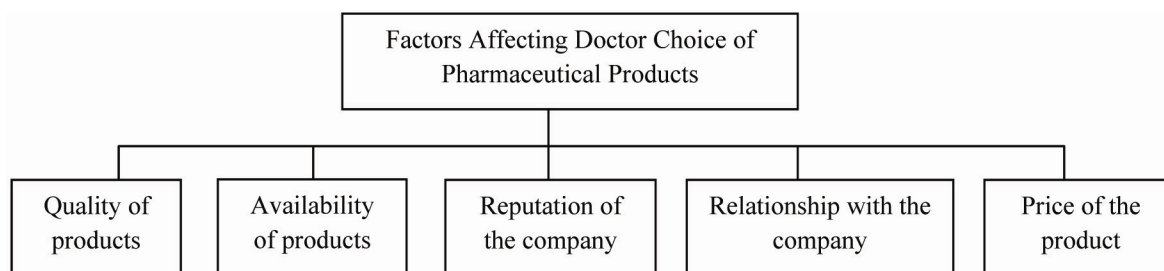 Factors Affecting Doctor Choice of
Pharmaceutical Products
Quality of
products
Availability
of products
Reputation of
the company
Relationship with the
company
Price of the
product